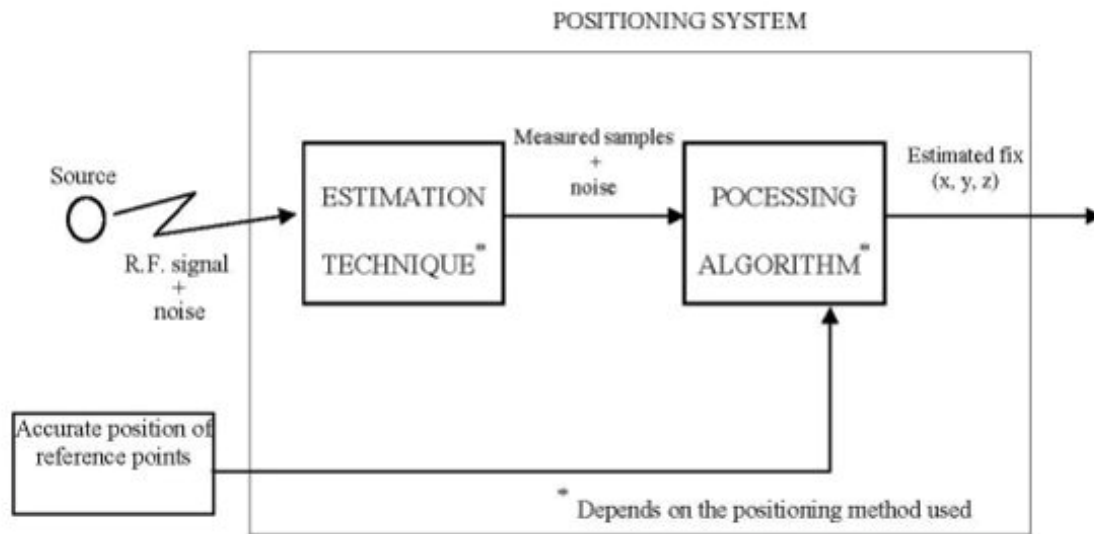 POSITIONING SYSTEM
Source
R.F. signal
+
noise
ESTIMATION
TECHNIQUE*
Measured samples
+
noise
POCESSING
ALGORITHM*
Estimated fix
(x, y, z)
Accurate position of
reference points
* Depends on the positioning method used